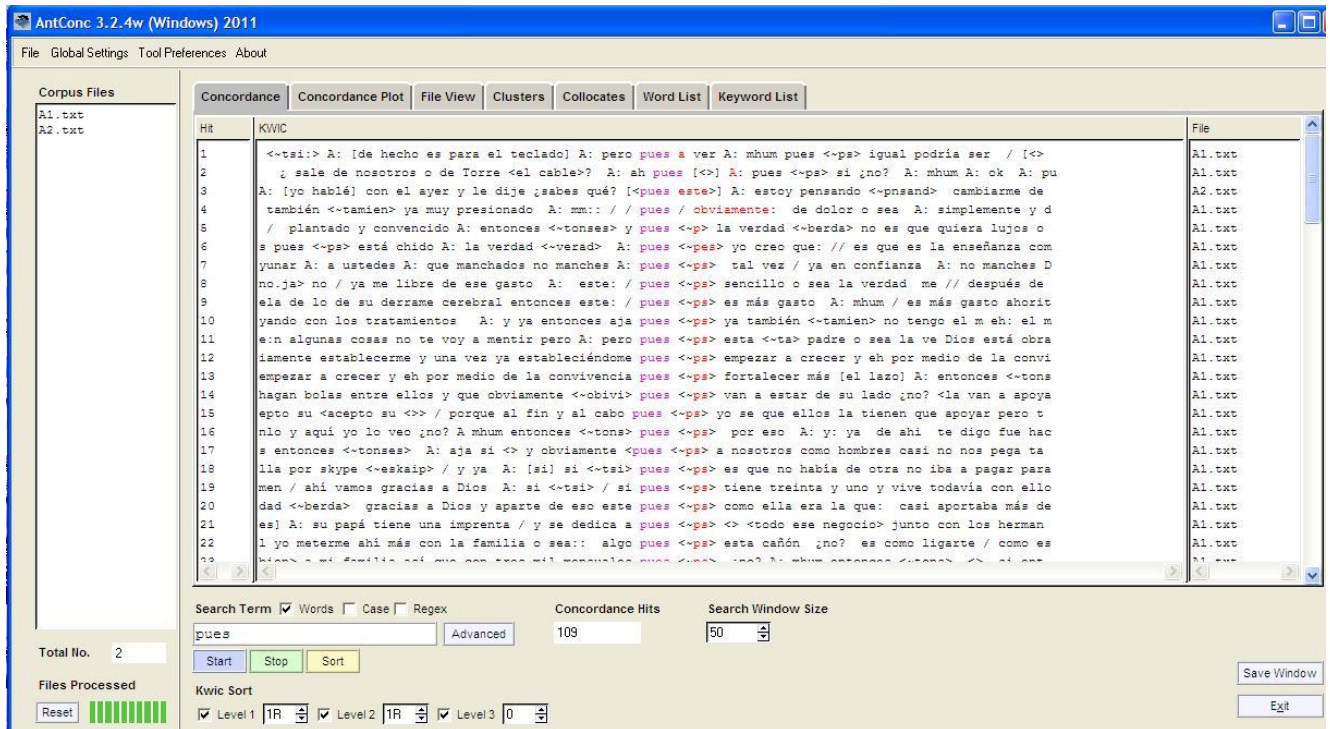 AntConc 3.2.4w (Windows) 2011
File Global Settings Tool Preferences About
Corpus Files
A1.txt
A2.txt
Concordance Concordance Plot File View Clusters Collocates Word List Keyword List
Hit KWIC File
1 <~tsi:> A: [de hecho es para el teclado] A: pero pues a ver A: mhum pues <~ps> igual podría ser / [<> A1.txt
2 ¿ sale de nosotros o de Torre <el cable>? A: ah pues [<>] A: pues <~ps> si ¿no? A: mhum A: ok A: pu A1.txt
3 A: [yo hablé] con el ayer y le dije ¿sabes qué? [<pues este>] A: estoy pensando <~pnsand> cambiarme de A2.txt
4 también <~tamien> ya muy presionado A: mm:: / / pues / obviamente: de dolor o sea A: simplemente y d A1.txt
5 / plantado y convencido A: entonces <~tonses> y pues <~p> la verdad <~berda> no es que quiera lujos o A1.txt
6 s pues <~ps> está chido A: la verdad <~verad> A: pues <~pes> yo creo que: // es que es la enseñanza com A1.txt
7 yunar A: a ustedes A: que manchados no manches A: pues <~ps> tal vez / ya en confianza A: no manches D A1.txt
8 no.ja> no / ya me libre de ese gasto A: este: / pues <~ps> sencillo o sea la verdad me // después de A1.txt
9 ela de lo de su derrame cerebral entonces este: / pues <~ps> es más gasto A: mhum / es más gasto ahorit A1.txt
10 yando con los tratamientos A: y ya entonces aja pues <~ps> ya también <~tamien> no tengo el m eh: el m A1.txt
11 e:n algunas cosas no te voy a mentir pero A: pero pues <~ps> esta <~ta> padre o sea la ve Dios está obra A1.txt
12 iamente establecerme y una vez ya estableciéndome pues <~ps> empezar a crecer y eh por medio de la convi A1.txt
13 empezar a crecer y eh por medio de la convivencia pues <~ps> fortalecer más [el lazo] A: entonces <~tons A1.txt
14 hagan bolas entre ellos y que obviamente <~obivi> pues <~ps> van a estar de su lado ¿no? <la van a apoya A1.txt
15 epto su <acepto su <>> / porque al fin y al cabo pues <~ps> yo se que ellos la tienen que apoyar pero t A1.txt
16 nlo y aquí yo lo veo ¿no? A mhum entonces <~tons> pues <~ps> por eso A: y: ya de ahi te digo fue hac A1.txt
17 s entonces <~tonses> A: aja si <> y obviamente <pues <~ps> a nosotros como hombres casi no nos pega ta A1.txt
18 lla por skype <~eskaip> / y ya A: [si] si <~tsi> pues <~ps> es que no había de otra no iba a pagar para A1.txt
19 men / ahí vamos gracias a Dios A: si <~tsi> / si pues <~ps> tiene treinta y uno y vive todavía con ello A1.txt
20 dad <~berda> gracias a Dios y aparte de eso este pues <~ps> como ella era la que: casi aportaba más de A1.txt
21 es] A: su papá tiene una imprenta / y se dedica a pues <~ps> <> <todo ese negocio> junto con los herman A1.txt
22 l yo meterme ahí más con la familia o sea:: algo pues <~ps> esta cañón ¿no? es como ligarte / como es A1.txt
Search Term Words Case Regex Concordance Hits Search Window Size
pues Advanced 109 50
Total No. 2
Start Stop Sort
Files Processed
Save Window
Kwic Sort
Reset
Level 1 1R Level 2 1R Level 3 0
Exit